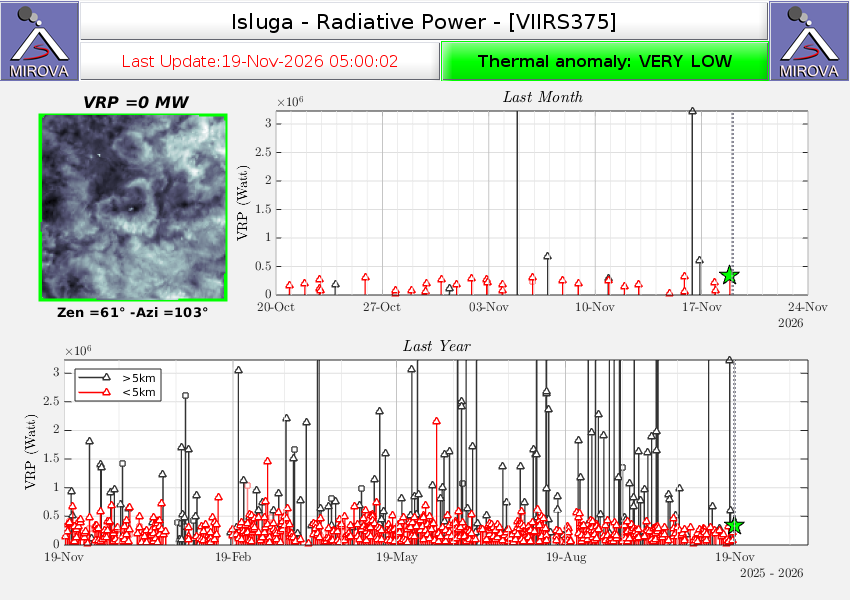 MIROVA
Isluga - Radiative Power - [VIIRS375]
MIROVA
Last Update:19-Nov-2026 05:00:02
Thermal anomaly: VERY LOW
VRP =0 MW
Zen =61° -Azi =103°
Last Month
×10⁶
VRP (Watt)
3
2.5
2
1.5
1
0.5
0
20-Oct 27-Oct 03-Nov 10-Nov 17-Nov 24-Nov
2026
Last Year
×10⁶
VRP (Watt)
3
2.5
2
1.5
1
0.5
0
>5km
<5km
19-Nov 19-Feb 19-May 19-Aug 19-Nov
2025 - 2026